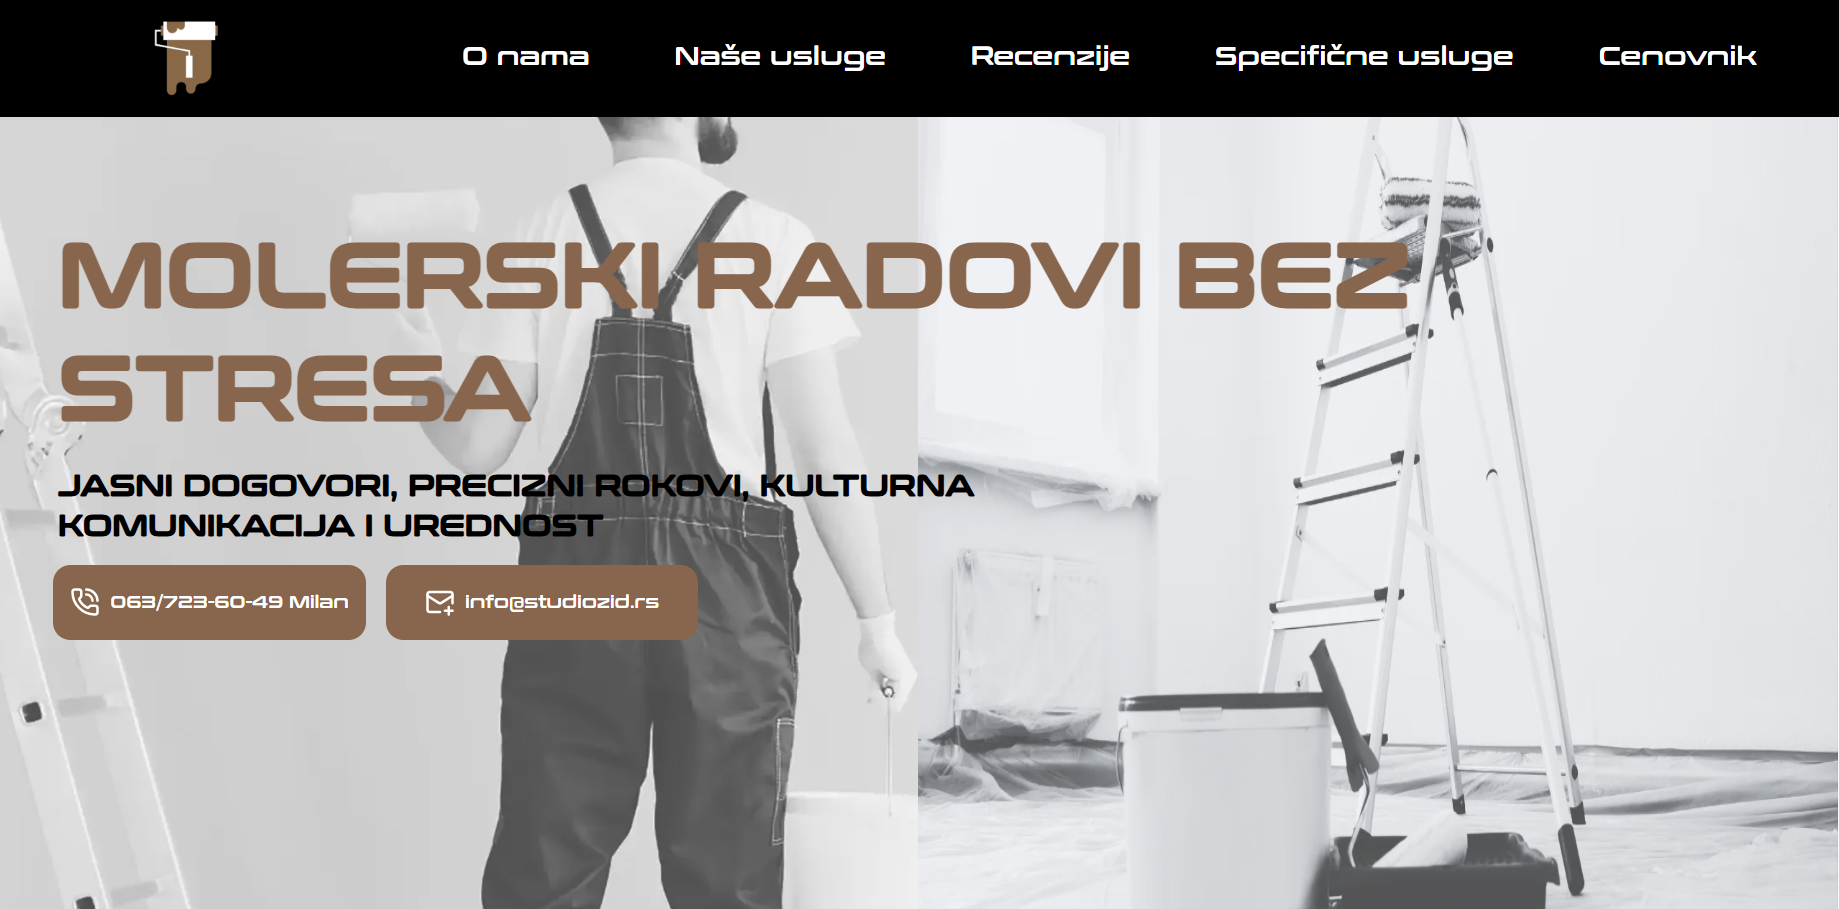 O nama
Naše usluge
Recenzije
Specifične usluge
Cenovnik
MOLERSKI RADOVI BEZ
STRESA
JASNI DOGOVORI, PRECIZNI ROKOVI, KULTURNA
KOMUNIKACIJA I UREDNOST
063/723-60-49 Milan
info@studiozid.rs